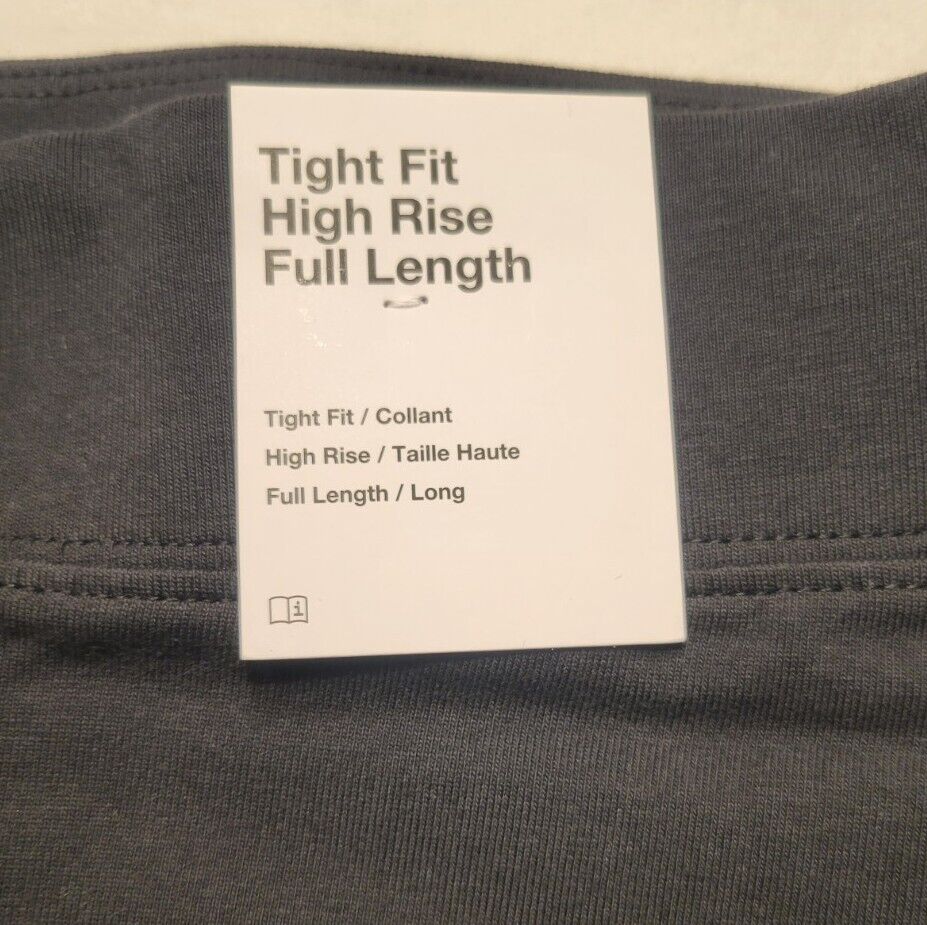 Tight Fit
High Rise
Full Length
Tight Fit / Collant
High Rise / Taille Haute
Full Length / Long
i